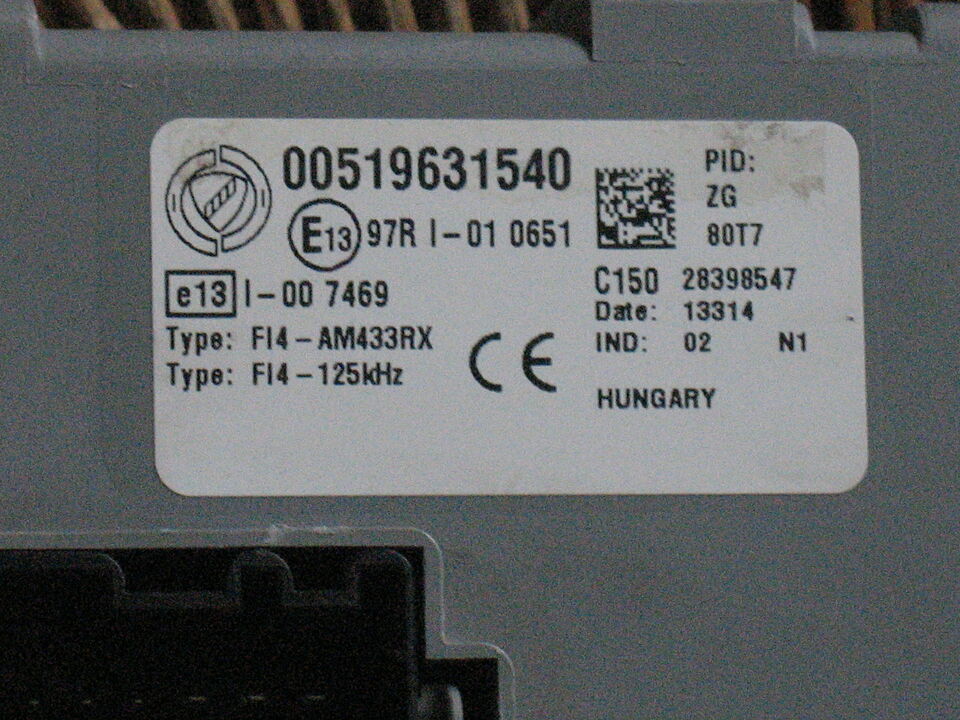 00519631540
E13 97R I-01 0651
e13 I-00 7469
Type: FI4-AM433RX
Type: FI4-125kHz
CE
PID:
ZG
80T7
C150 28398547
Date: 13314
IND: 02 N1
HUNGARY